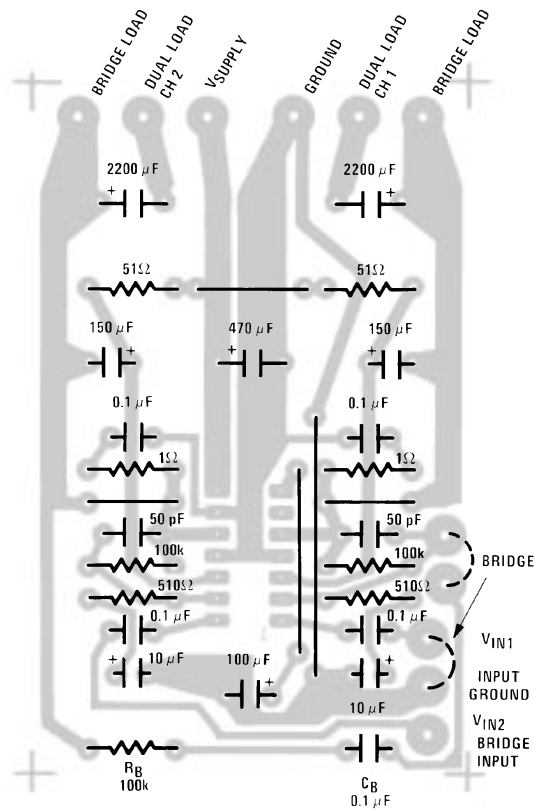 BRIDGE LOAD
DUAL LOAD
CH 2
VSUPPLY
GROUND
DUAL LOAD
CH 1
BRIDGE LOAD
2200 μF
2200 μF
+
+
51Ω
51Ω
150 μF
470 μF
150 μF
+
+
+
0.1 μF
0.1 μF
1Ω
1Ω
50 pF
50 pF
100k
100k
BRIDGE
510Ω
510Ω
0.1 μF
0.1 μF
VIN1
+
10 μF
100 μF
+
+
INPUT
GROUND
10 μF
VIN2
BRIDGE
INPUT
RB
100k
CB
0.1 μF